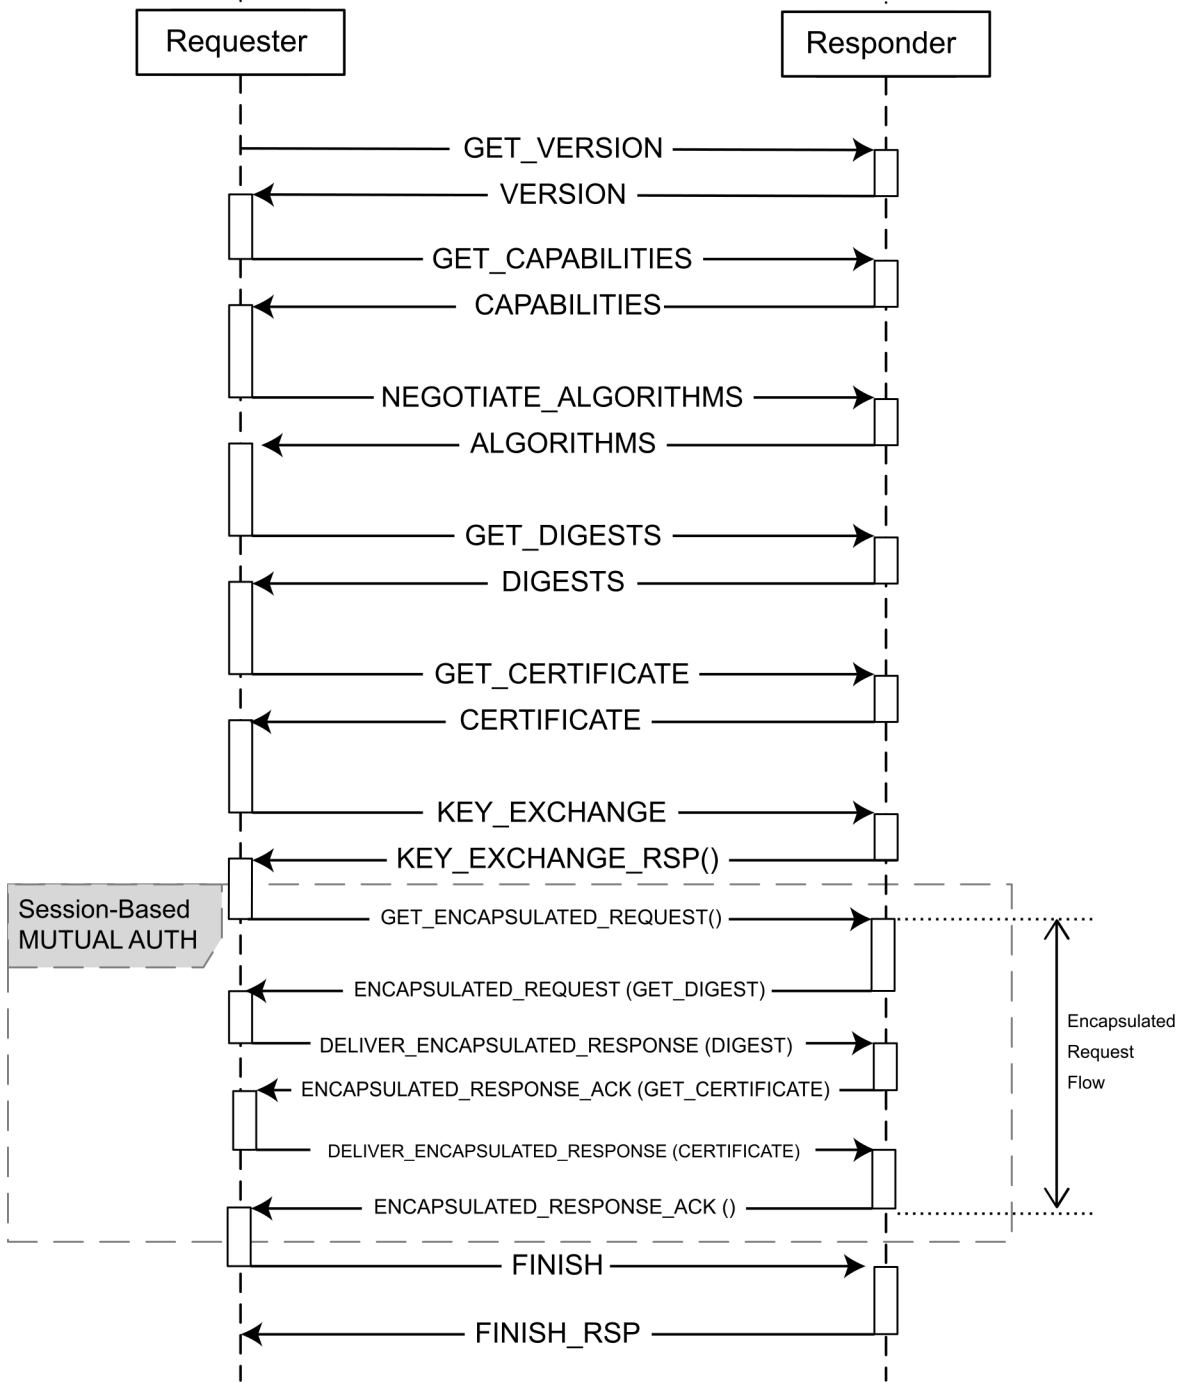 Requester
Responder
GET_VERSION
VERSION
GET_CAPABILITIES
CAPABILITIES
NEGOTIATE_ALGORITHMS
ALGORITHMS
GET_DIGESTS
DIGESTS
GET_CERTIFICATE
CERTIFICATE
KEY_EXCHANGE
KEY_EXCHANGE_RSP()
Session-Based
MUTUAL AUTH
GET_ENCAPSULATED_REQUEST()
ENCAPSULATED_REQUEST (GET_DIGEST)
DELIVER_ENCAPSULATED_RESPONSE (DIGEST)
ENCAPSULATED_RESPONSE_ACK (GET_CERTIFICATE)
DELIVER_ENCAPSULATED_RESPONSE (CERTIFICATE)
ENCAPSULATED_RESPONSE_ACK ()
Encapsulated
Request
Flow
FINISH
FINISH_RSP